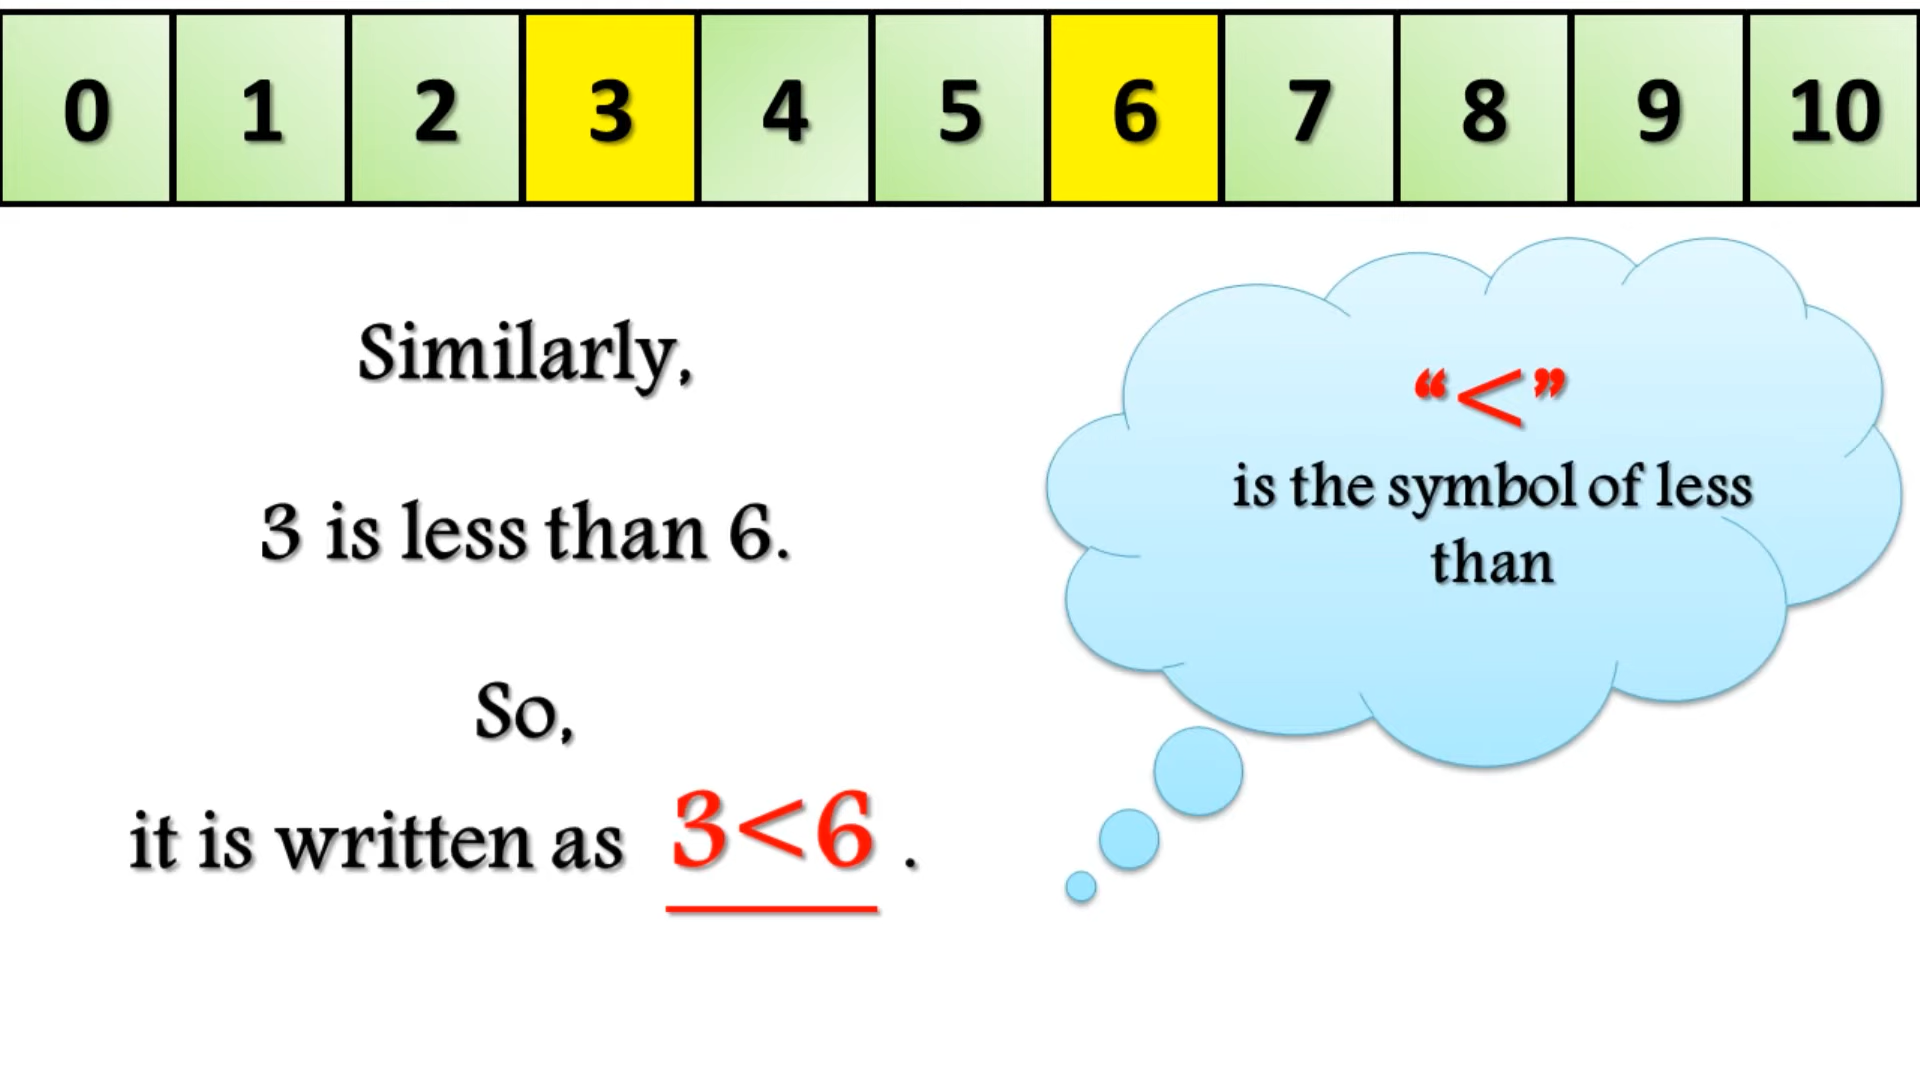 0 1 2 3 4 5 6 7 8 9 10
Similarly,
3 is less than 6.
So,
it is written as 3<6 .
“<”
is the symbol of less
than